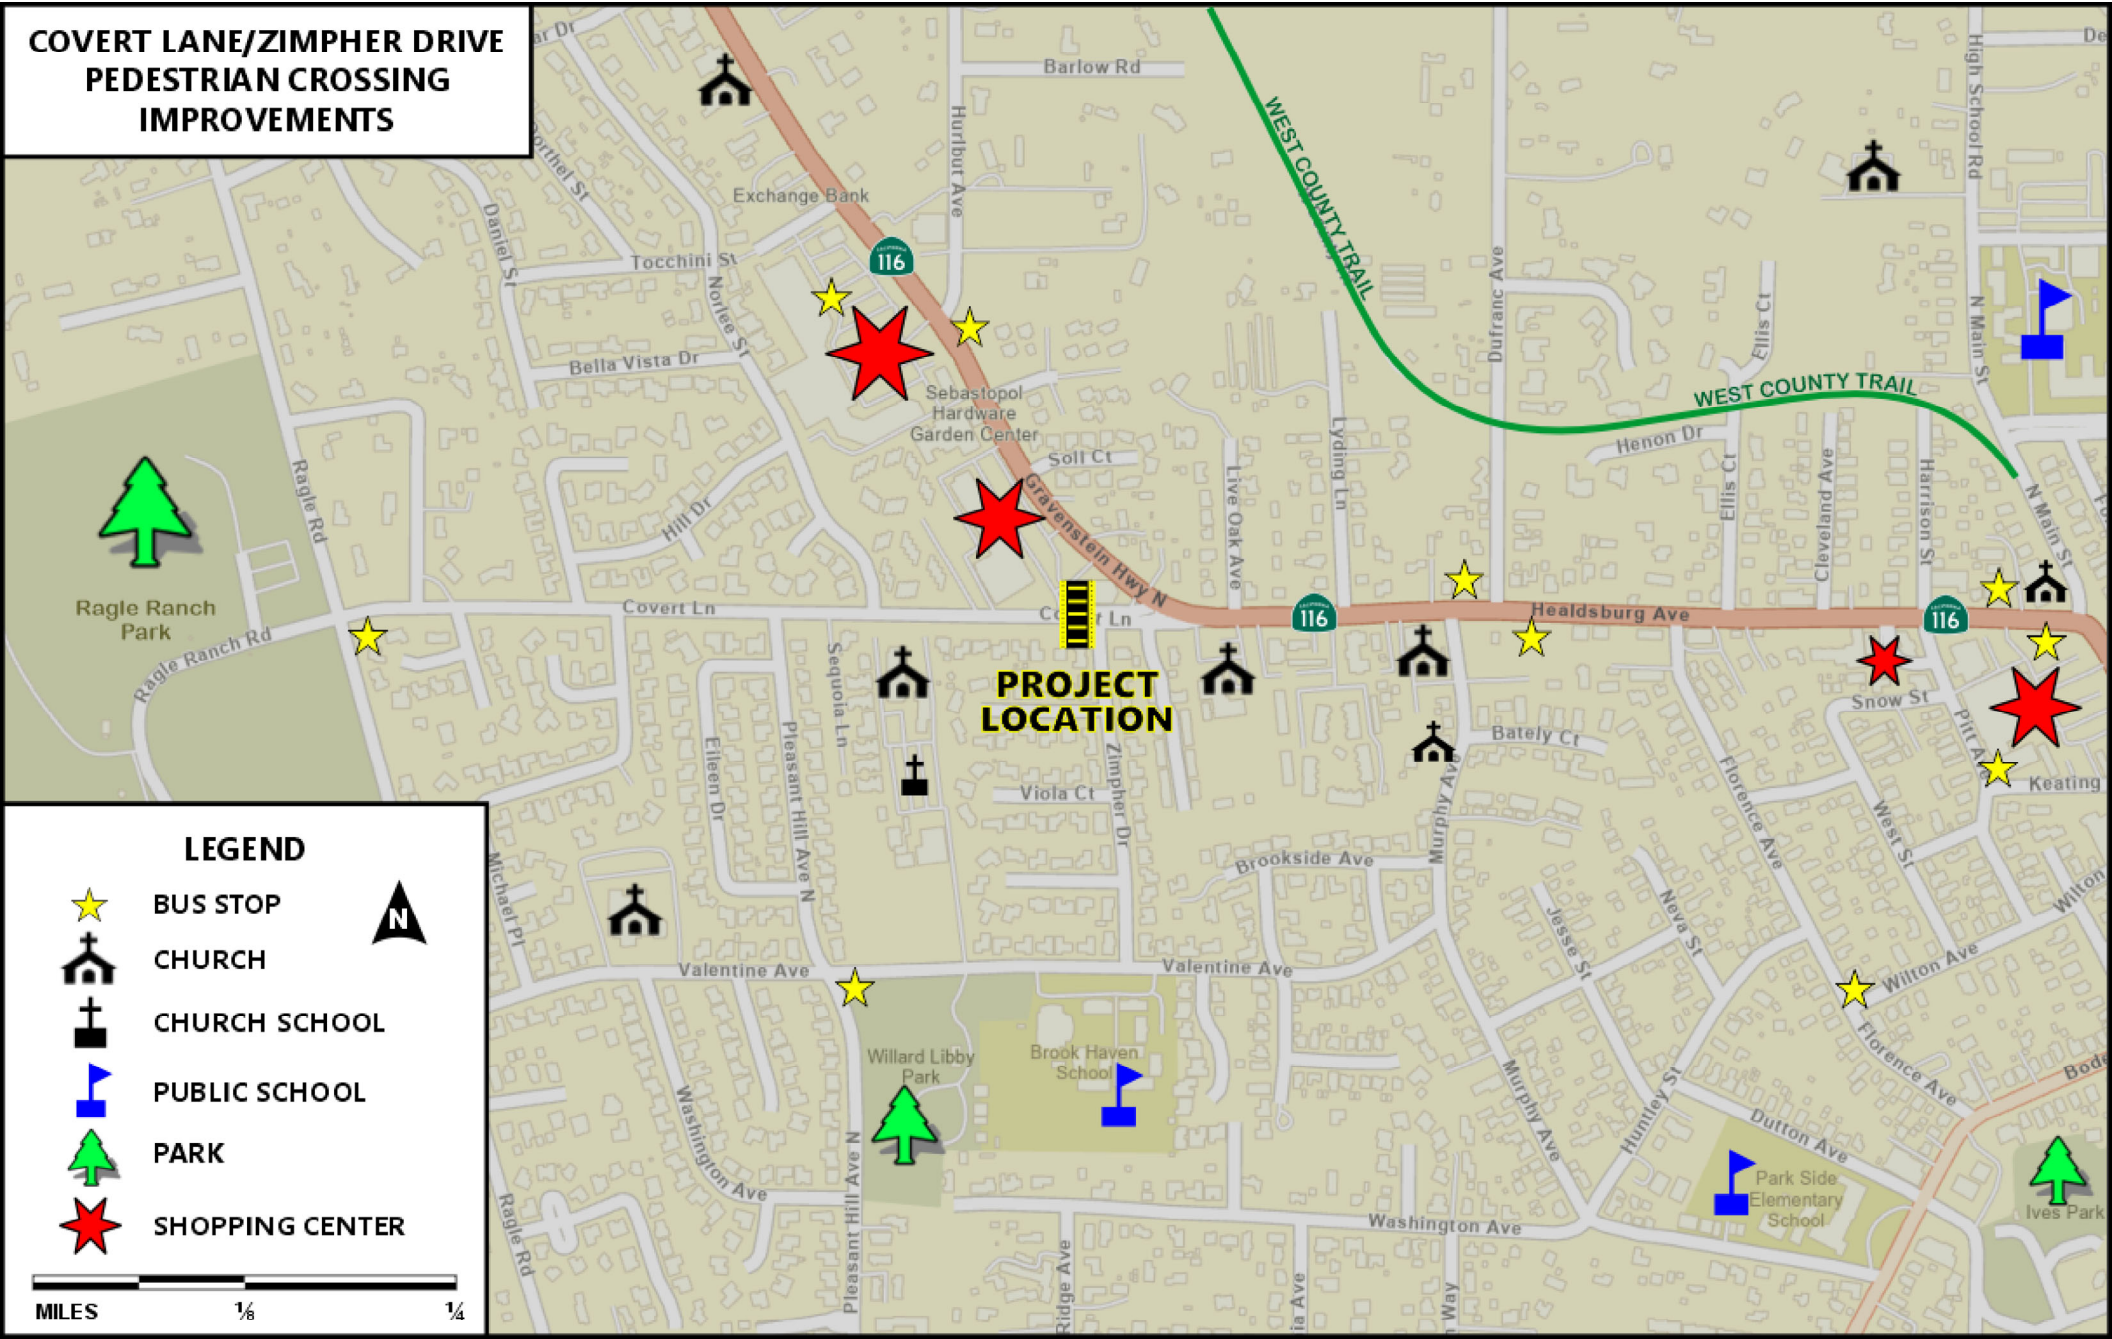 COVERT LANE/ZIMPHER DRIVE
PEDESTRIAN CROSSING
IMPROVEMENTS
Barlow Rd
Hurlbut Ave
High School Rd
WEST COUNTY TRAIL
Exchange Bank
116
Daniel St
Tocchini St
Norlee St
Bella Vista Dr
Dufranc Ave
Ellis Ct
N Main St
WEST COUNTY TRAIL
Sebastopol
Hardware
Garden Center
Soll Ct
Henon Dr
Ragle Rd
Hill Dr
Gravenstein Hwy N
Live Oak Ave
Lyding Ln
Ellis Ct
Cleveland Ave
Harrison St
N Main St
Ragle Ranch
Park
Ragle Ranch Rd
Covert Ln
116
Healdsburg Ave
116
PROJECT
LOCATION
Sequoia Ln
Snow St
Pitt Ave
Keating
Eileen Dr
Pleasant Hill Ave N
Viola Ct
Zimpher Dr
Bately Ct
Murphy Ave
Florence Ave
West St
Brookside Ave
Michael Pl
Jesse St
Neva St
Wilton
Wilton Ave
Valentine Ave
Valentine Ave
Willard Libby
Park
Brook Haven
School
Washington Ave
Murphy Ave
Huntley St
Dutton Ave
Florence Ave
Park Side
Elementary
School
Ives Park
Ragle Rd
Pleasant Hill Ave N
Ridge Ave
Washington Ave
Way
LEGEND
BUS STOP
N
CHURCH
CHURCH SCHOOL
PUBLIC SCHOOL
PARK
SHOPPING CENTER
MILES
⅛
¼